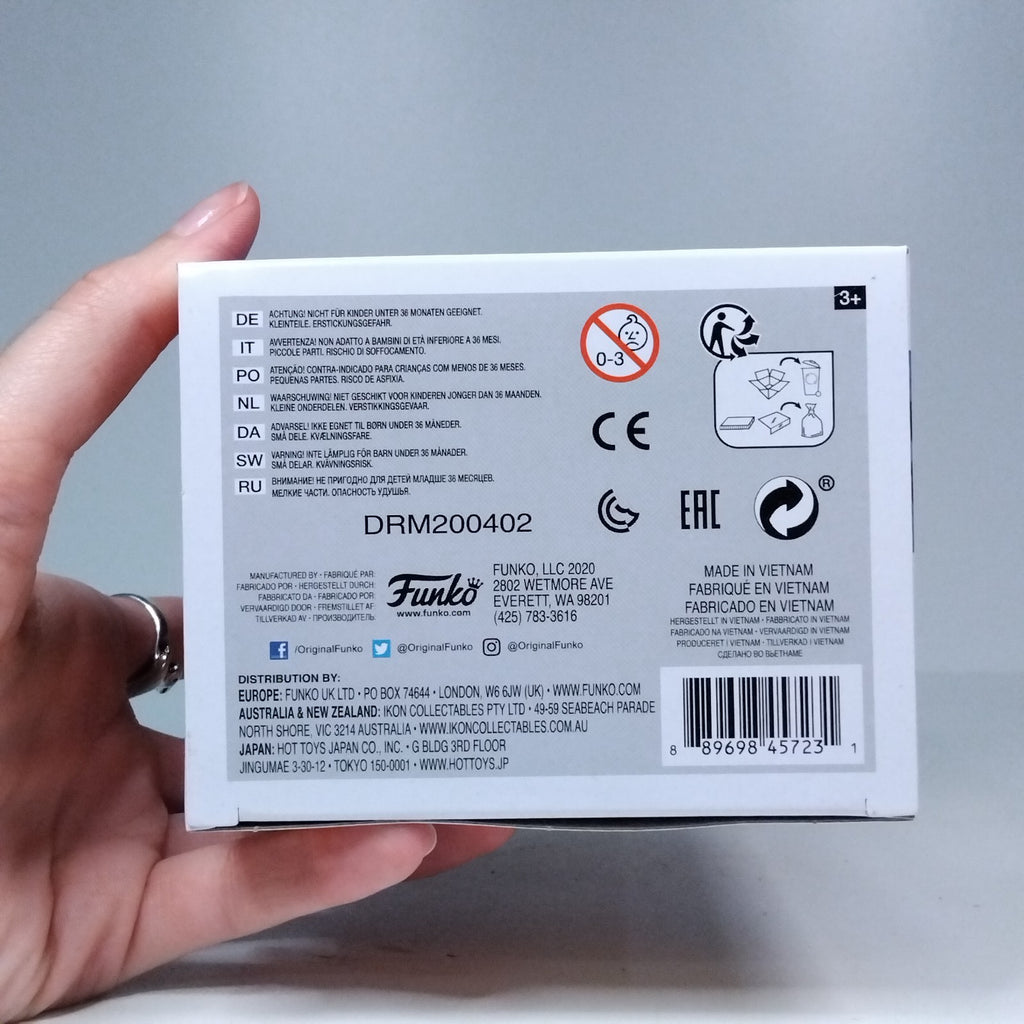 3+
DE ACHTUNG! NICHT FÜR KINDER UNTER 36 MONATEN GEEIGNET.
KLEINTEILE. ERSTICKUNGSGEFAHR.
IT AVVERTENZA! NON ADATTO A BAMBINI DI ETÀ INFERIORE A 36 MESI.
PICCOLE PARTI. RISCHIO DI SOFFOCAMENTO.
PO ATENÇÃO! CONTRA-INDICADO PARA CRIANÇAS COM MENOS DE 36 MESES.
PEQUENAS PARTES. RISCO DE ASFIXIA.
NL WAARSCHUWING! NIET GESCHIKT VOOR KINDEREN JONGER DAN 36 MAANDEN.
KLEINE ONDERDELEN. VERSTIKKINGSGEVAAR.
DA ADVARSEL! IKKE EGNET TIL BØRN UNDER 36 MÅNEDER.
SMÅ DELE. KVÆLNINGSFARE.
SW VARNING! INTE LÄMPLIG FÖR BARN UNDER 36 MÅNADER.
SMÅ DELAR. KVÄVNINGSRISK.
RU ВНИМАНИЕ! НЕ ПРИГОДНО ДЛЯ ДЕТЕЙ МЛАДШЕ 36 МЕСЯЦЕВ.
МЕЛКИЕ ЧАСТИ. ОПАСНОСТЬ УДУШЬЯ.
0-3
CE
EAC
®
DRM200402
MANUFACTURED BY • FABRIQUÉ PAR:
FABRICADO POR • HERGESTELLT DURCH:
FABBRICATO DA • FABRICADO POR:
VERVAARDIGD DOOR • FREMSTILLET AF:
TILLVERKAD AV • ПРОИЗВОДИТЕЛЬ:
Funko
www.funko.com
FUNKO, LLC 2020
2802 WETMORE AVE
EVERETT, WA 98201
(425) 783-3616
MADE IN VIETNAM
FABRIQUÉ EN VIETNAM
FABRICADO EN VIETNAM
HERGESTELLT IN VIETNAM • FABBRICATO IN VIETNAM
FABRICADO NA VIETNAM • VERVAARDIGD IN VIETNAM
PRODUCERET I VIETNAM • TILLVERKAD I VIETNAM
СДЕЛАНО ВО ВЬЕТНАМЕ
/OriginalFunko @OriginalFunko @OriginalFunko
DISTRIBUTION BY:
EUROPE: FUNKO UK LTD • PO BOX 74644 • LONDON, W6 6JW (UK) • WWW.FUNKO.COM
AUSTRALIA & NEW ZEALAND: IKON COLLECTABLES PTY LTD • 49-59 SEABEACH PARADE
NORTH SHORE, VIC 3214 AUSTRALIA • WWW.IKONCOLLECTABLES.COM.AU
JAPAN: HOT TOYS JAPAN CO., INC. • G BLDG 3RD FLOOR
JINGUMAE 3-30-12 • TOKYO 150-0001 • WWW.HOTTOYS.JP
8 89698 45723 1